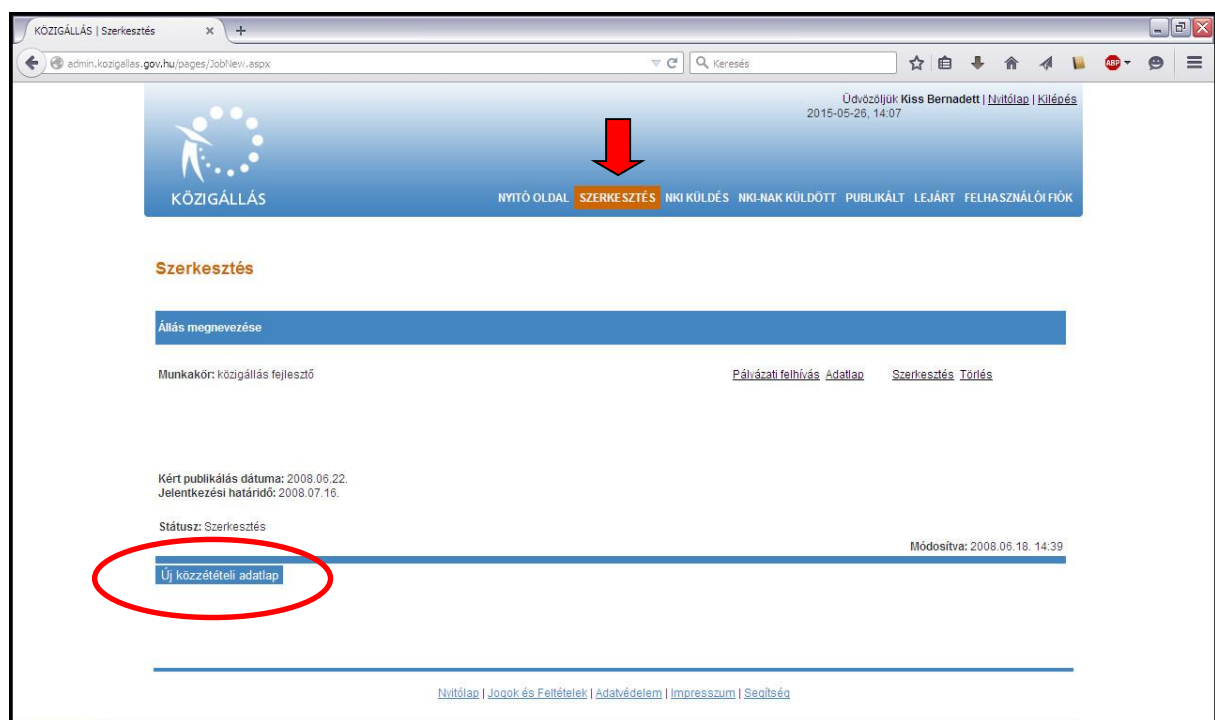 KÖZIGÁLLÁS | Szerkesztés
admin.kozigallas.gov.hu/pages/JobNew.aspx
Keresés
ABP
Üdvözöljük Kiss Bernadett | Nyitólap | Kilépés
2015-05-26, 14:07
KÖZIGÁLLÁS
NYITÓ OLDAL SZERKESZTÉS NKI KÜLDÉS NKI-NAK KÜLDÖTT PUBLIKÁLT LEJÁRT FELHASZNÁLÓI FIÓK
Szerkesztés
Állás megnevezése
Munkakör: közigállás fejlesztő
Pályázati felhívás Adatlap Szerkesztés Törlés
Kért publikálás dátuma: 2008.06.22.
Jelentkezési határidő: 2008.07.16.
Státusz: Szerkesztés
Módosítva: 2008.06.18. 14:39
Új közzétételi adatlap
Nyitólap | Jogok és Feltételek | Adatvédelem | Impresszum | Segítség